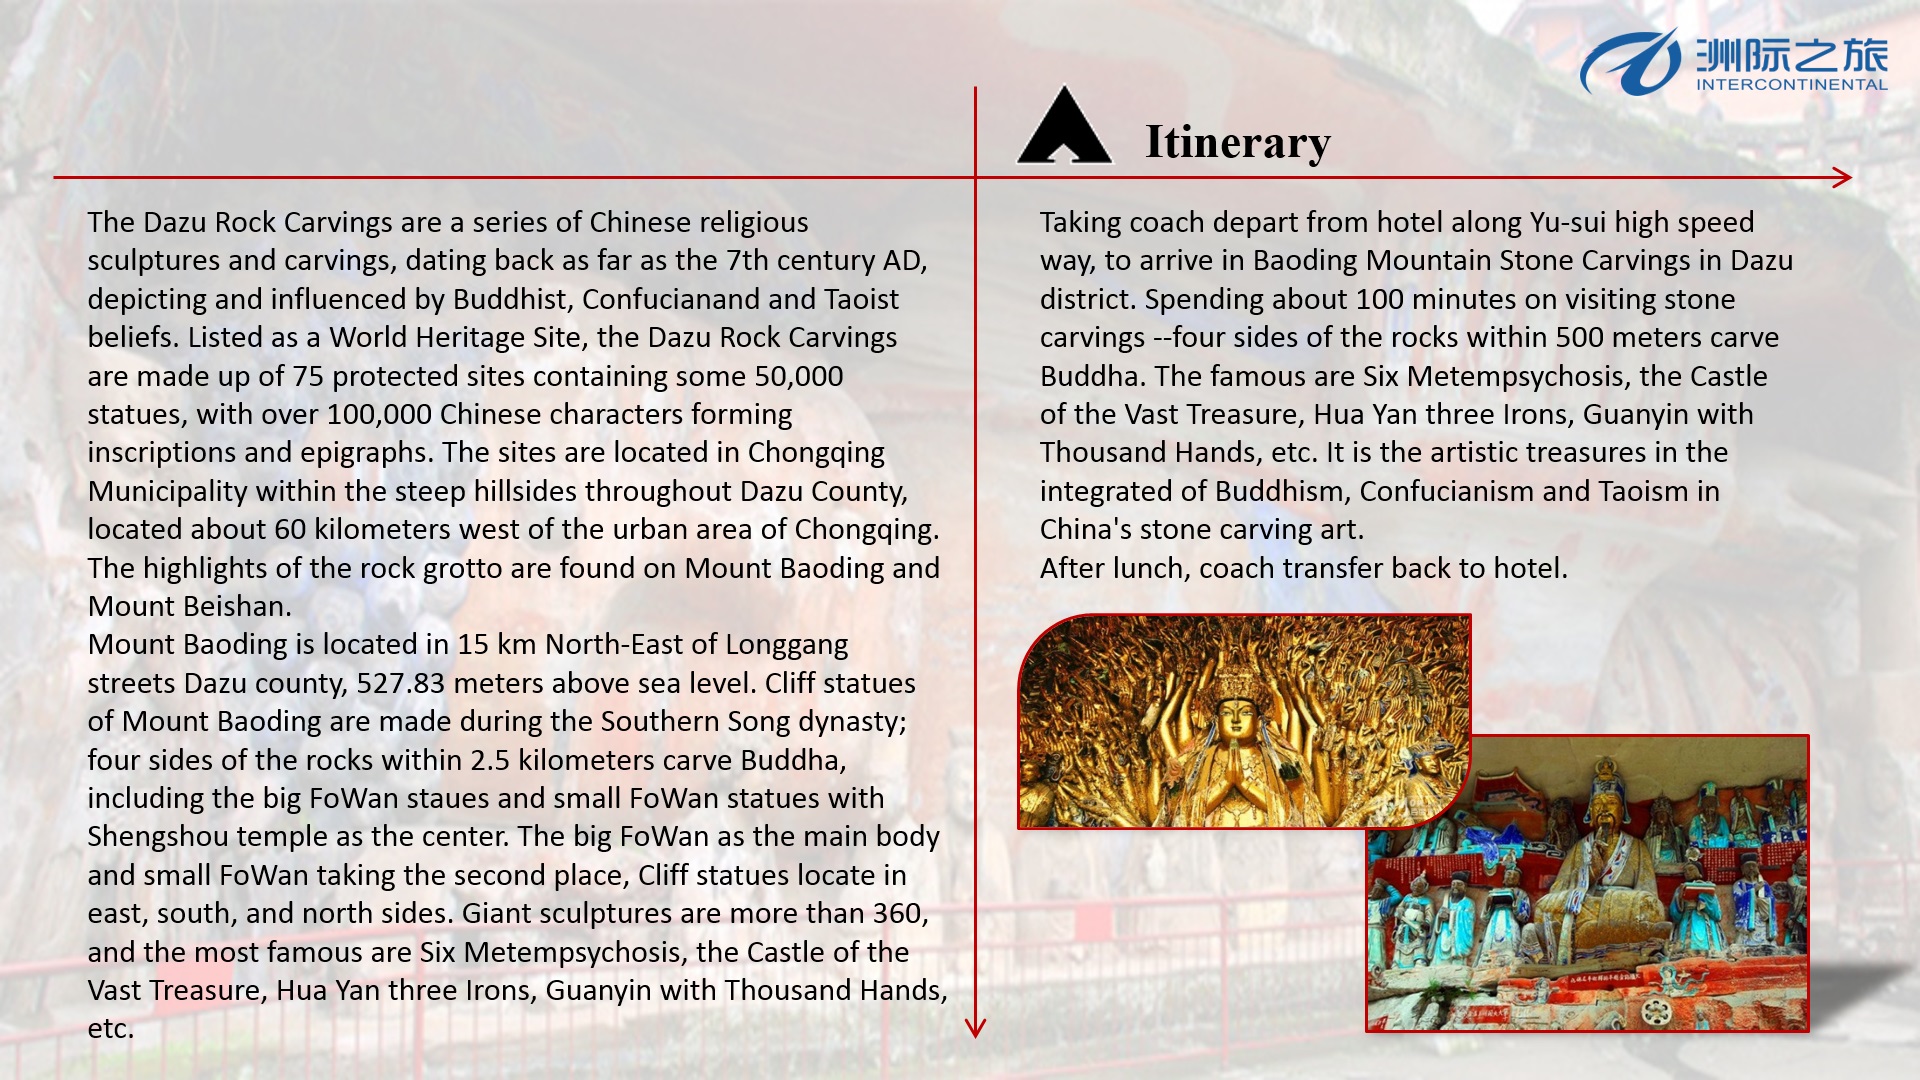 洲际之旅
INTERCONTINENTAL
Itinerary
The Dazu Rock Carvings are a series of Chinese religious
sculptures and carvings, dating back as far as the 7th century AD,
depicting and influenced by Buddhist, Confucianand and Taoist
beliefs. Listed as a World Heritage Site, the Dazu Rock Carvings
are made up of 75 protected sites containing some 50,000
statues, with over 100,000 Chinese characters forming
inscriptions and epigraphs. The sites are located in Chongqing
Municipality within the steep hillsides throughout Dazu County,
located about 60 kilometers west of the urban area of Chongqing.
The highlights of the rock grotto are found on Mount Baoding and
Mount Beishan.
Mount Baoding is located in 15 km North-East of Longgang
streets Dazu county, 527.83 meters above sea level. Cliff statues
of Mount Baoding are made during the Southern Song dynasty;
four sides of the rocks within 2.5 kilometers carve Buddha,
including the big FoWan staues and small FoWan statues with
Shengshou temple as the center. The big FoWan as the main body
and small FoWan taking the second place, Cliff statues locate in
east, south, and north sides. Giant sculptures are more than 360,
and the most famous are Six Metempsychosis, the Castle of the
Vast Treasure, Hua Yan three Irons, Guanyin with Thousand Hands,
etc.
Taking coach depart from hotel along Yu-sui high speed
way, to arrive in Baoding Mountain Stone Carvings in Dazu
district. Spending about 100 minutes on visiting stone
carvings --four sides of the rocks within 500 meters carve
Buddha. The famous are Six Metempsychosis, the Castle
of the Vast Treasure, Hua Yan three Irons, Guanyin with
Thousand Hands, etc. It is the artistic treasures in the
integrated of Buddhism, Confucianism and Taoism in
China's stone carving art.
After lunch, coach transfer back to hotel.